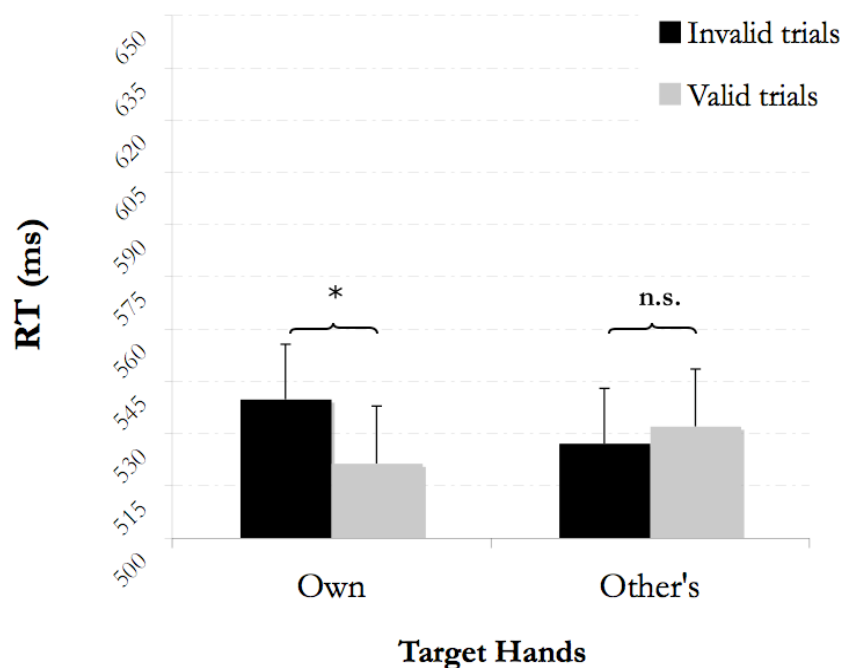 Invalid trials
Valid trials
RT (ms)
650
635
620
605
590
575
560
545
530
515
500
*
n.s.
Own
Other's
Target Hands